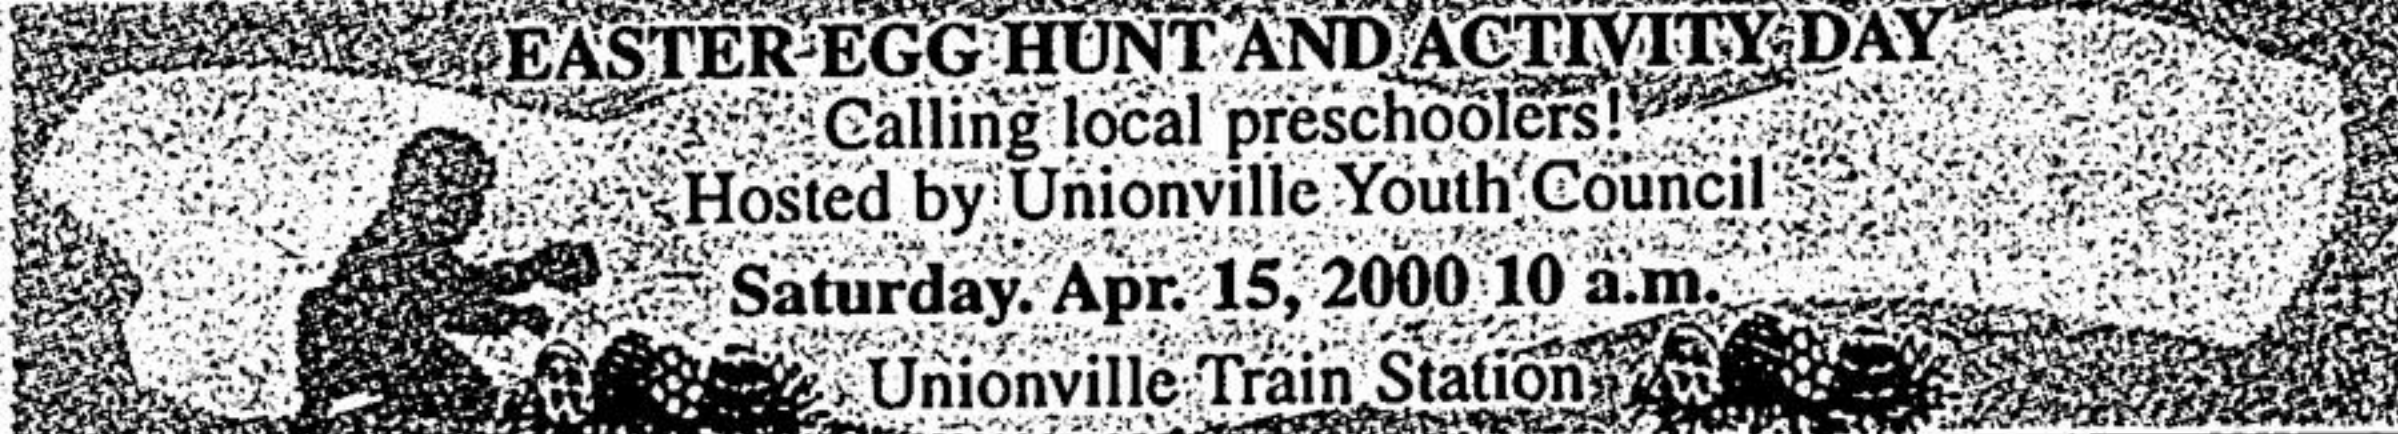 EASTER EGG HUNT AND ACTIVITY DAY
Calling local preschoolers!
Hosted by Unionville Youth Council
Saturday. Apr. 15, 2000 10 a.m.
Unionville Train Station